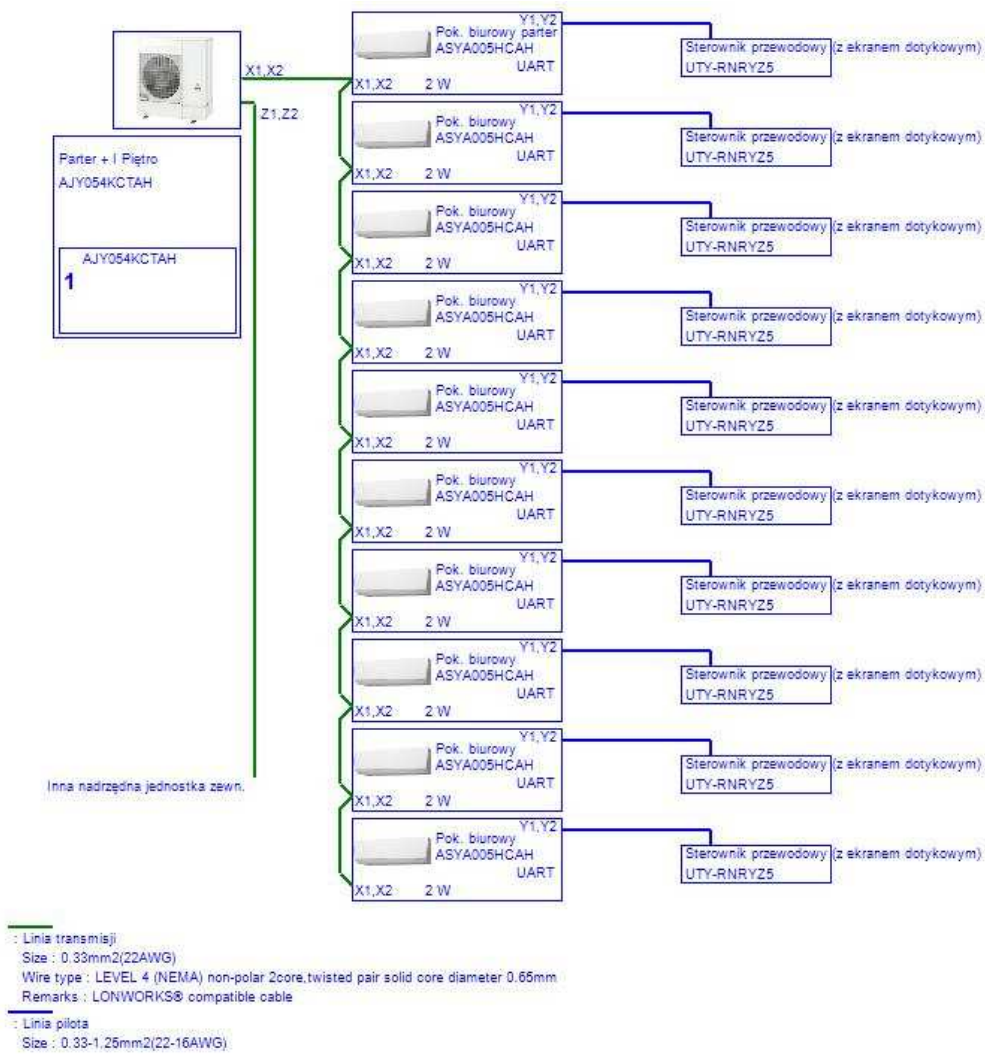 X1,X2
Z1,Z2
Parter + I Piętro
AJY054KCTAH
AJY054KCTAH
1
Inna nadrzędna jednostka zewn.
Y1,Y2
Pok. biurowy parter
ASYA005HCAH
UART
X1,X2 2 W
Sterownik przewodowy (z ekranem dotykowym)
UTY-RNRYZ5
Y1,Y2
Pok. biurowy
ASYA005HCAH
UART
X1,X2 2 W
Sterownik przewodowy (z ekranem dotykowym)
UTY-RNRYZ5
Y1,Y2
Pok. biurowy
ASYA005HCAH
UART
X1,X2 2 W
Sterownik przewodowy (z ekranem dotykowym)
UTY-RNRYZ5
Y1,Y2
Pok. biurowy
ASYA005HCAH
UART
X1,X2 2 W
Sterownik przewodowy (z ekranem dotykowym)
UTY-RNRYZ5
Y1,Y2
Pok. biurowy
ASYA005HCAH
UART
X1,X2 2 W
Sterownik przewodowy (z ekranem dotykowym)
UTY-RNRYZ5
Y1,Y2
Pok. biurowy
ASYA005HCAH
UART
X1,X2 2 W
Sterownik przewodowy (z ekranem dotykowym)
UTY-RNRYZ5
Y1,Y2
Pok. biurowy
ASYA005HCAH
UART
X1,X2 2 W
Sterownik przewodowy (z ekranem dotykowym)
UTY-RNRYZ5
Y1,Y2
Pok. biurowy
ASYA005HCAH
UART
X1,X2 2 W
Sterownik przewodowy (z ekranem dotykowym)
UTY-RNRYZ5
Y1,Y2
Pok. biurowy
ASYA005HCAH
UART
X1,X2 2 W
Sterownik przewodowy (z ekranem dotykowym)
UTY-RNRYZ5
Y1,Y2
Pok. biurowy
ASYA005HCAH
UART
X1,X2 2 W
Sterownik przewodowy (z ekranem dotykowym)
UTY-RNRYZ5
: Linia transmisji
Size : 0.33mm2(22AWG)
Wire type : LEVEL 4 (NEMA) non-polar 2core,twisted pair solid core diameter 0.65mm
Remarks : LONWORKS® compatible cable
: Linia pilota
Size : 0.33-1.25mm2(22-16AWG)